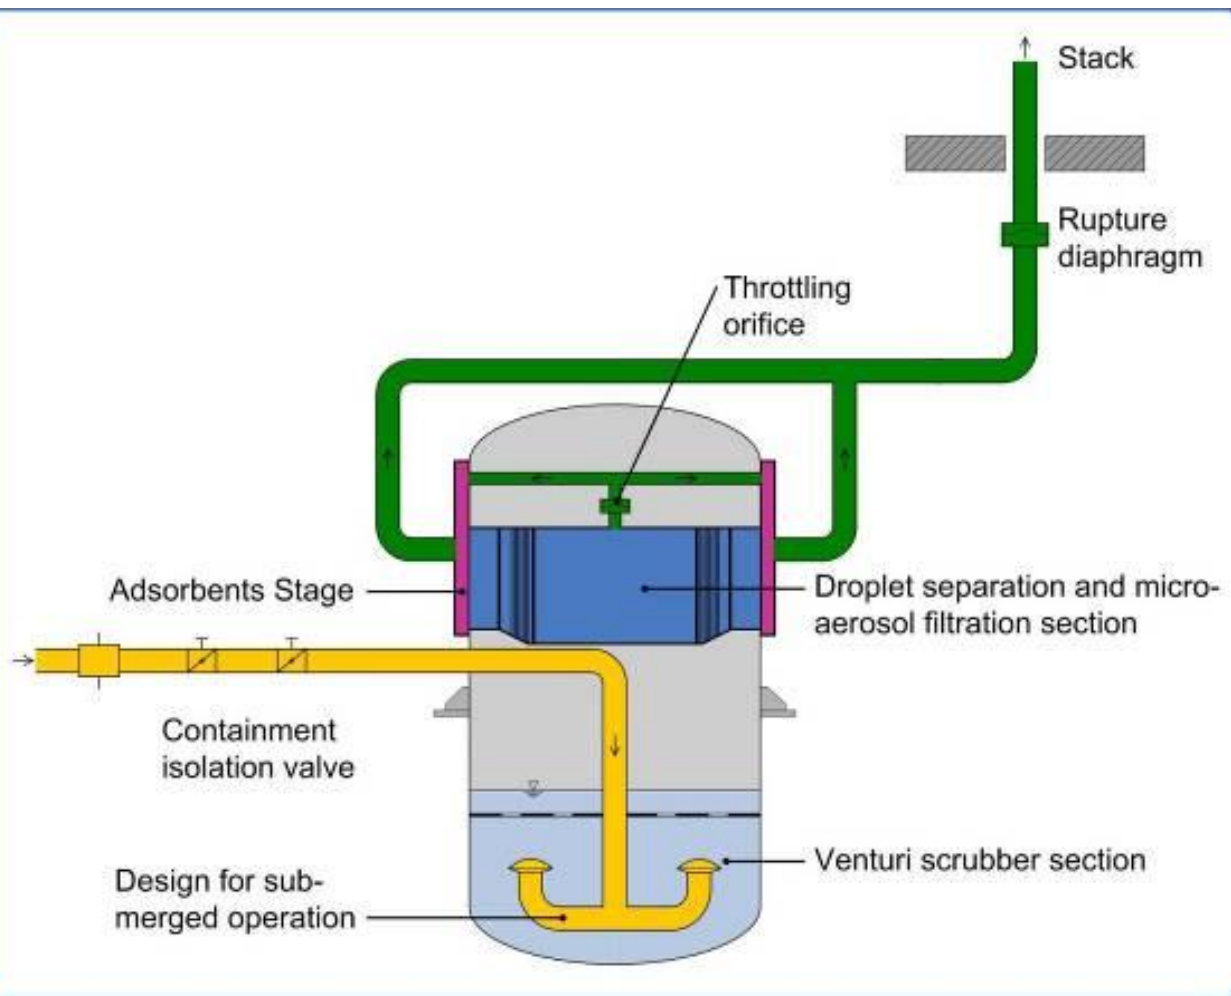 Stack
Rupture
diaphragm
Throttling
orifice
Adsorbents Stage
Droplet separation and micro-
aerosol filtration section
Containment
isolation valve
Venturi scrubber section
Design for sub-
merged operation